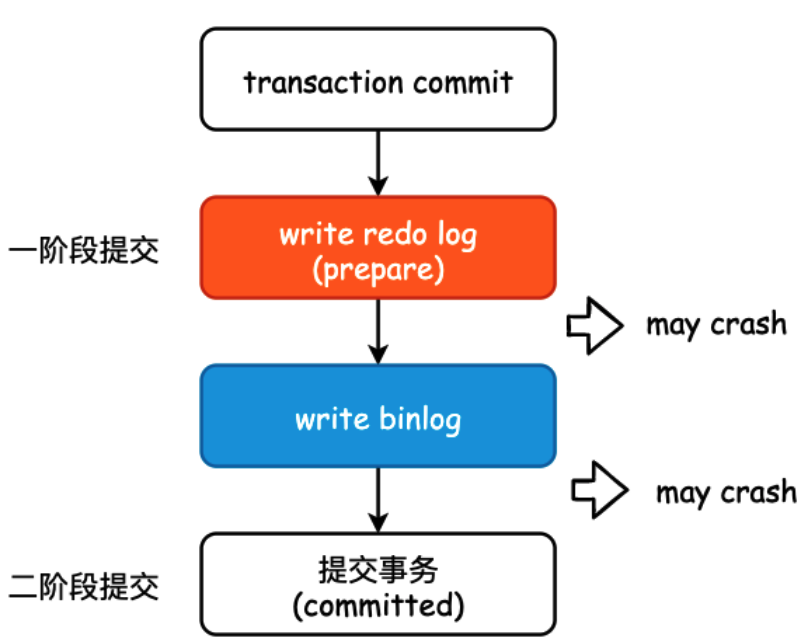 transaction commit
一阶段提交
write redo log
(prepare)
may crash
write binlog
may crash
二阶段提交
提交事务
(committed)